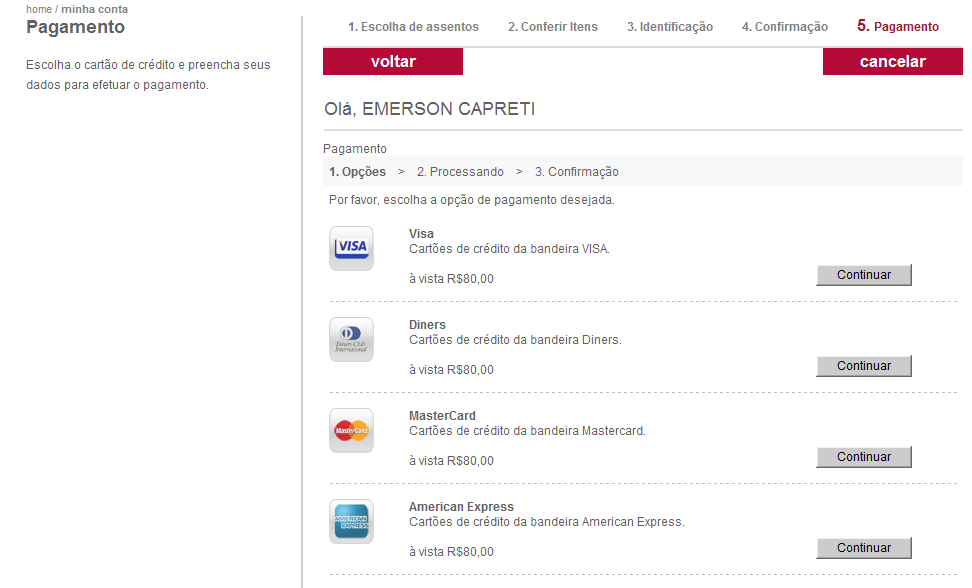 home / minha conta
Pagamento
Escolha o cartão de crédito e preencha seus
dados para efetuar o pagamento.
1. Escolha de assentos 2. Conferir Itens 3. Identificação 4. Confirmação 5. Pagamento
voltar cancelar
Olá, EMERSON CAPRETI
Pagamento
1. Opções > 2. Processando > 3. Confirmação
Por favor, escolha a opção de pagamento desejada.
VISA
Visa
Cartões de crédito da bandeira VISA.
à vista R$80,00
Continuar
Diners Club
International
Diners
Cartões de crédito da bandeira Diners.
à vista R$80,00
Continuar
MasterCard
MasterCard
Cartões de crédito da bandeira Mastercard.
à vista R$80,00
Continuar
AMERICAN
EXPRESS
American Express
Cartões de crédito da bandeira American Express.
à vista R$80,00
Continuar